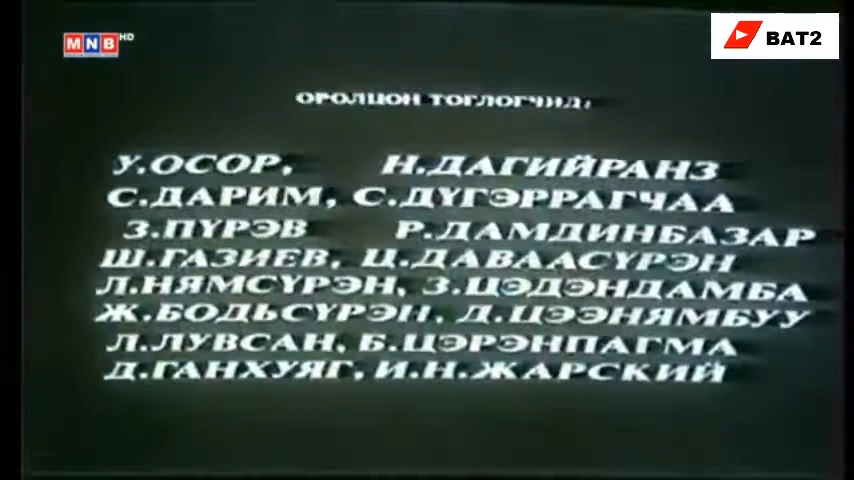 MNB HD
BAT2
ОРОЛЦОН ТОГЛОГЧИД:
У.ОСОР, Н.ДАГИЙРАНЗ
С.ДАРИМ, С.ДҮГЭРРАГЧАА
З.ПҮРЭВ Р.ДАМДИНБАЗАР
Ш.ГАЗИЕВ, Ц.ДАВААСҮРЭН
Л.НЯМСҮРЭН, З.ЦЭДЭНДАМБА
Ж.БОДЬСҮРЭН, Д.ЦЭЭНЯМБУУ
Л.ЛУВСАН, Б.ЦЭРЭНПАГМА
Д.ГАНХУЯГ, И.Н.ЖАРСКИЙ